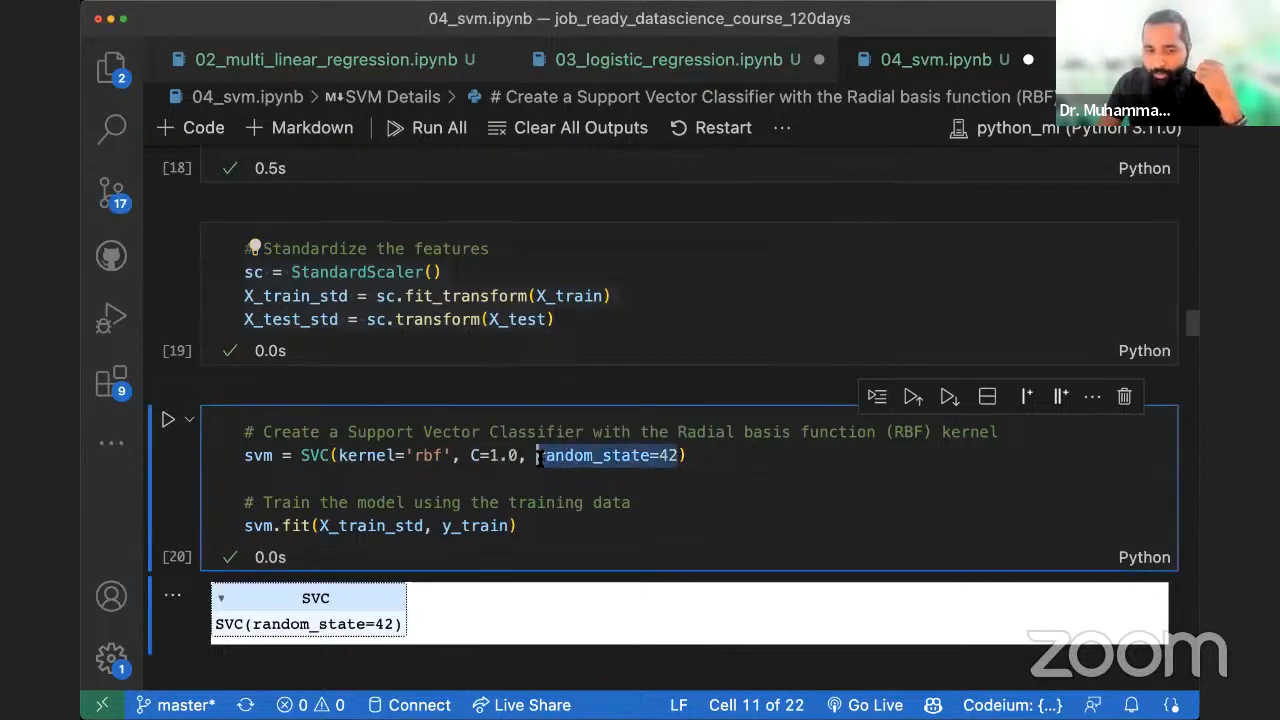 04_svm.ipynb — job_ready_datascience_course_120days
02_multi_linear_regression.ipynb U
03_logistic_regression.ipynb U
04_svm.ipynb U
04_svm.ipynb > M↓SVM Details > # Create a Support Vector Classifier with the Radial basis function (RBF)
Dr. Muhamma...
+ Code + Markdown Run All Clear All Outputs Restart ... python_ml (Python 3.11.0)
[18] 0.5s Python
# Standardize the features
sc = StandardScaler()
X_train_std = sc.fit_transform(X_train)
X_test_std = sc.transform(X_test)
[19] 0.0s Python
# Create a Support Vector Classifier with the Radial basis function (RBF) kernel
svm = SVC(kernel='rbf', C=1.0, random_state=42)
# Train the model using the training data
svm.fit(X_train_std, y_train)
[20] 0.0s Python
SVC
SVC(random_state=42)
2
17
9
1
zoom
master* 0 0 Connect Live Share LF Cell 11 of 22 Go Live Codeium: {...}